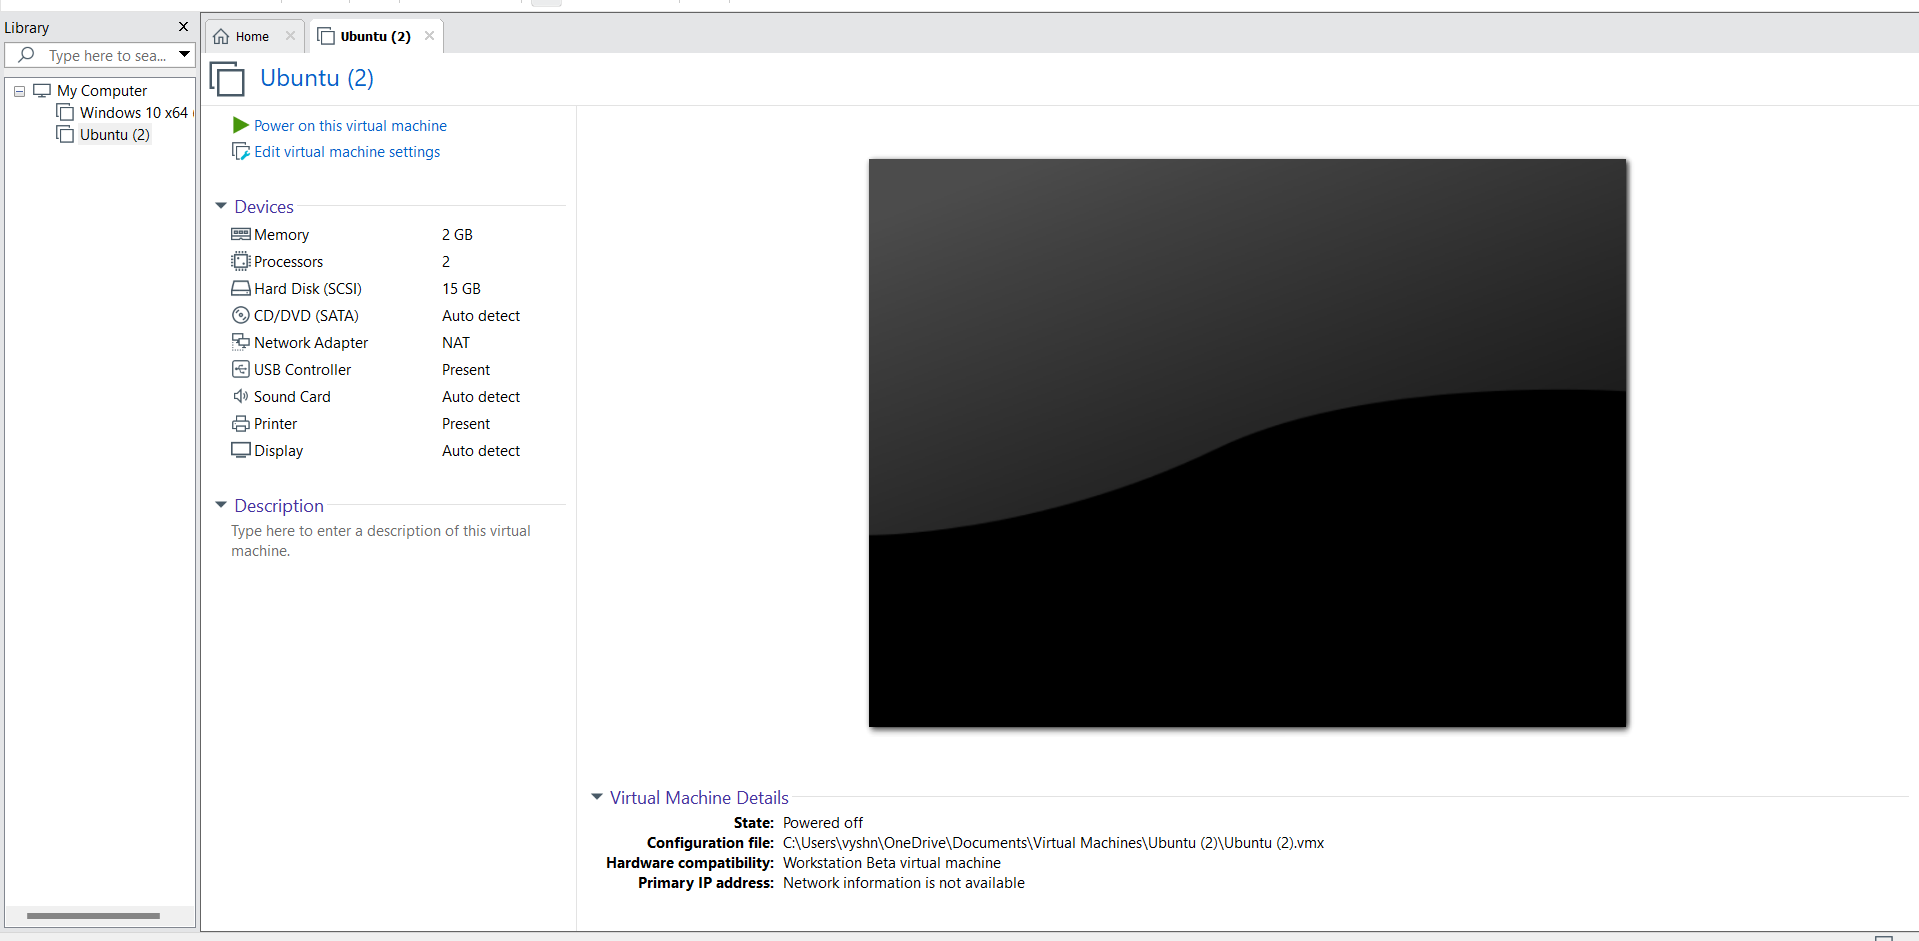 Library
Type here to sea...
My Computer
Windows 10 x64
Ubuntu (2)
Home
Ubuntu (2)
Ubuntu (2)
Power on this virtual machine
Edit virtual machine settings
Devices
Memory 2 GB
Processors 2
Hard Disk (SCSI) 15 GB
CD/DVD (SATA) Auto detect
Network Adapter NAT
USB Controller Present
Sound Card Auto detect
Printer Present
Display Auto detect
Description
Type here to enter a description of this virtual
machine.
Virtual Machine Details
State: Powered off
Configuration file: C:\Users\vyshn\OneDrive\Documents\Virtual Machines\Ubuntu (2)\Ubuntu (2).vmx
Hardware compatibility: Workstation Beta virtual machine
Primary IP address: Network information is not available